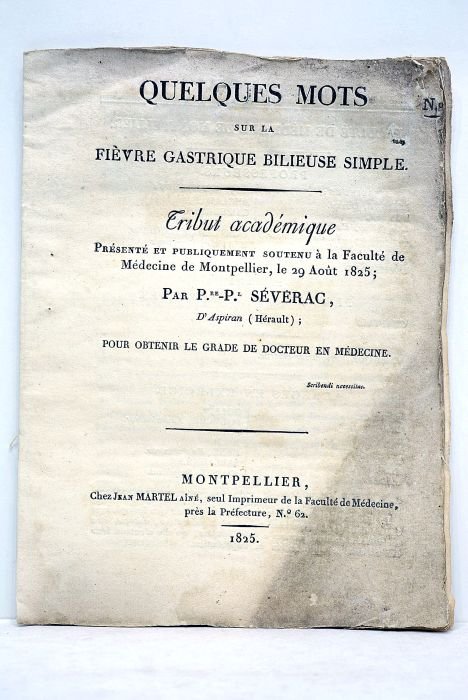 QUELQUES MOTS
N.o
SUR LA
FIÈVRE GASTRIQUE BILIEUSE SIMPLE.
Tribut académique
PRÉSENTÉ ET PUBLIQUEMENT SOUTENU à la Faculté de
Médecine de Montpellier, le 29 Août 1825;
PAR P.RE-P.L SÉVÉRAC,
D'Aspiran (Hérault);
POUR OBTENIR LE GRADE DE DOCTEUR EN MÉDECINE.
Scribendi necessitas.
MONTPELLIER,
Chez JEAN MARTEL AÎNÉ, seul Imprimeur de la Faculté de Médecine,
près la Préfecture, N.o 62.
1825.